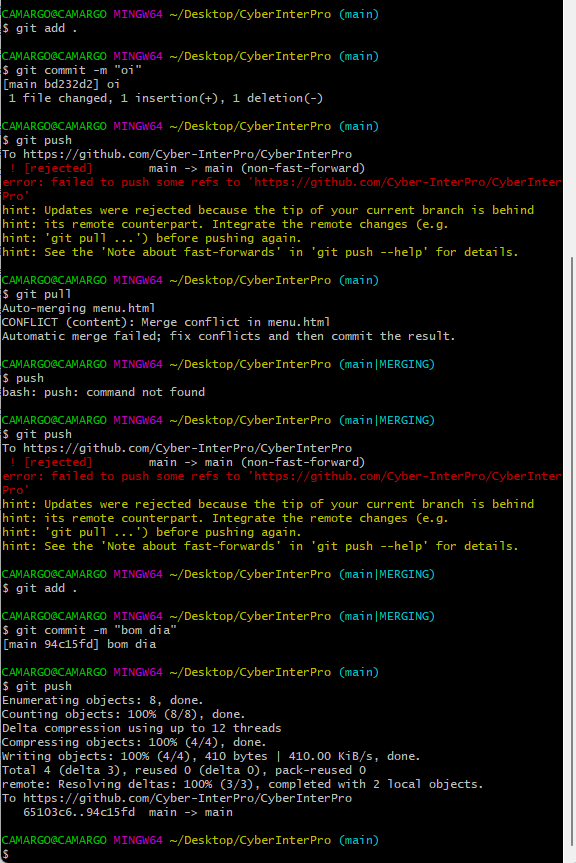 CAMARGO@CAMARGO MINGW64 ~/Desktop/CyberInterPro (main)
$ git add .
CAMARGO@CAMARGO MINGW64 ~/Desktop/CyberInterPro (main)
$ git commit -m "oi"
[main bd232d2] oi
 1 file changed, 1 insertion(+), 1 deletion(-)
CAMARGO@CAMARGO MINGW64 ~/Desktop/CyberInterPro (main)
$ git push
To https://github.com/Cyber-InterPro/CyberInterPro
 ! [rejected]        main -> main (non-fast-forward)
error: failed to push some refs to 'https://github.com/Cyber-InterPro/CyberInter
Pro'
hint: Updates were rejected because the tip of your current branch is behind
hint: its remote counterpart. Integrate the remote changes (e.g.
hint: 'git pull ...') before pushing again.
hint: See the 'Note about fast-forwards' in 'git push --help' for details.
CAMARGO@CAMARGO MINGW64 ~/Desktop/CyberInterPro (main)
$ git pull
Auto-merging menu.html
CONFLICT (content): Merge conflict in menu.html
Automatic merge failed; fix conflicts and then commit the result.
CAMARGO@CAMARGO MINGW64 ~/Desktop/CyberInterPro (main|MERGING)
$ push
bash: push: command not found
CAMARGO@CAMARGO MINGW64 ~/Desktop/CyberInterPro (main|MERGING)
$ git push
To https://github.com/Cyber-InterPro/CyberInterPro
 ! [rejected]        main -> main (non-fast-forward)
error: failed to push some refs to 'https://github.com/Cyber-InterPro/CyberInter
Pro'
hint: Updates were rejected because the tip of your current branch is behind
hint: its remote counterpart. Integrate the remote changes (e.g.
hint: 'git pull ...') before pushing again.
hint: See the 'Note about fast-forwards' in 'git push --help' for details.
CAMARGO@CAMARGO MINGW64 ~/Desktop/CyberInterPro (main|MERGING)
$ git add .
CAMARGO@CAMARGO MINGW64 ~/Desktop/CyberInterPro (main|MERGING)
$ git commit -m "bom dia"
[main 94c15fd] bom dia
CAMARGO@CAMARGO MINGW64 ~/Desktop/CyberInterPro (main)
$ git push
Enumerating objects: 8, done.
Counting objects: 100% (8/8), done.
Delta compression using up to 12 threads
Compressing objects: 100% (4/4), done.
Writing objects: 100% (4/4), 410 bytes | 410.00 KiB/s, done.
Total 4 (delta 3), reused 0 (delta 0), pack-reused 0
remote: Resolving deltas: 100% (3/3), completed with 2 local objects.
To https://github.com/Cyber-InterPro/CyberInterPro
   65103c6..94c15fd  main -> main
CAMARGO@CAMARGO MINGW64 ~/Desktop/CyberInterPro (main)
$